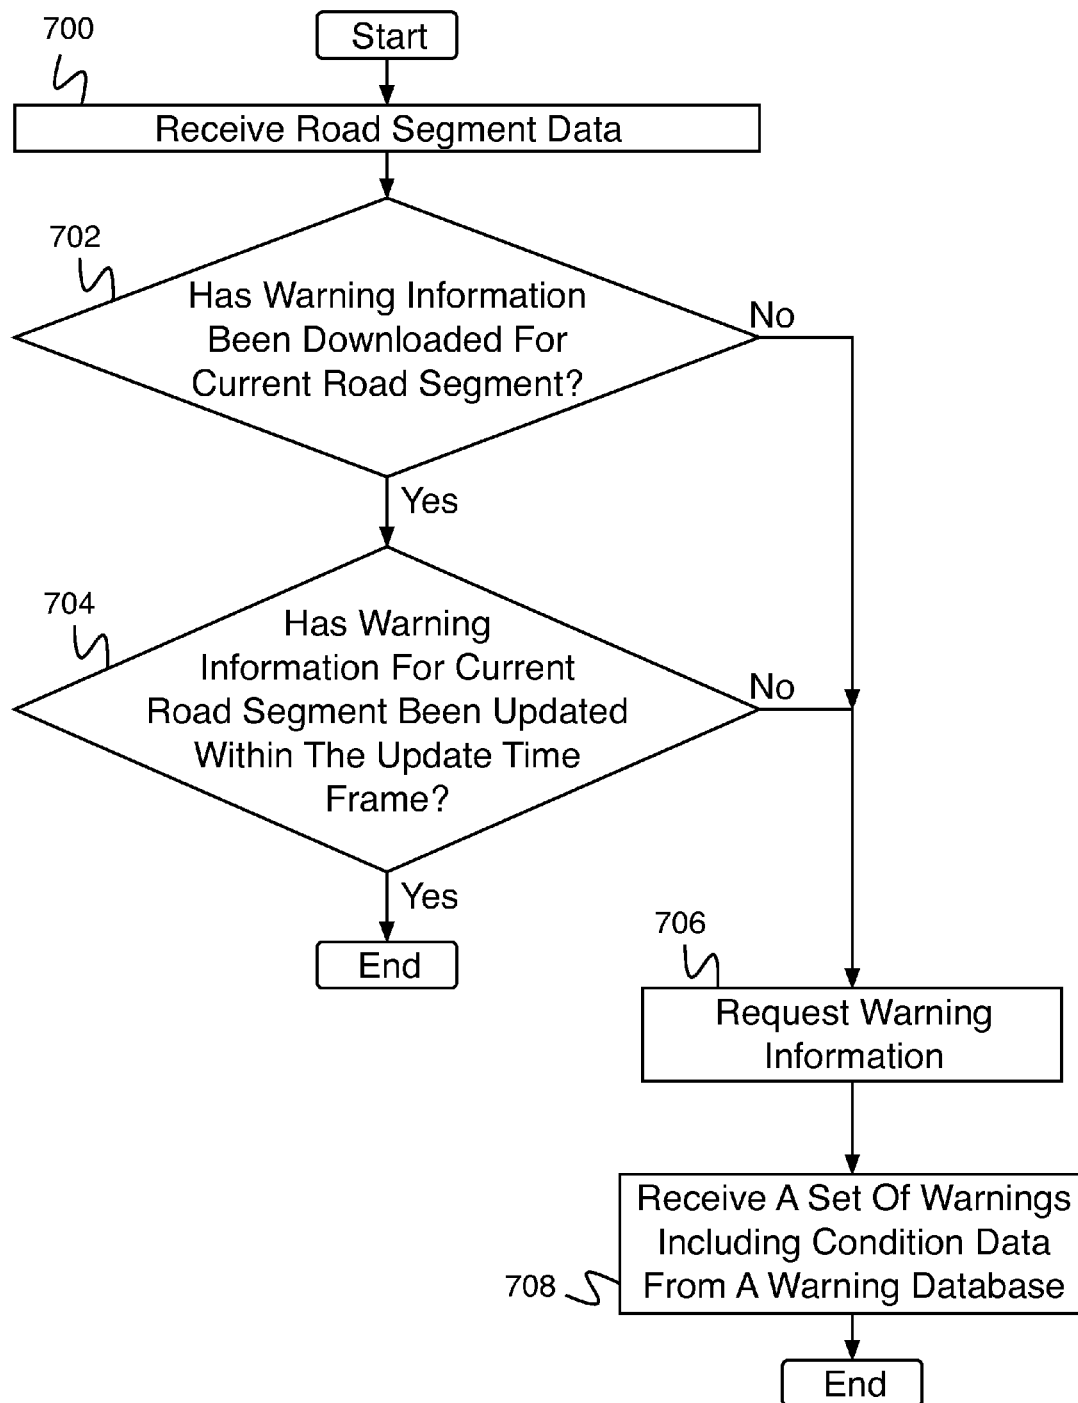 700
Start
Receive Road Segment Data
702
Has Warning Information
Been Downloaded For
Current Road Segment?
No
Yes
704
Has Warning
Information For Current
Road Segment Been Updated
Within The Update Time
Frame?
No
Yes
End
706
Request Warning
Information
Receive A Set Of Warnings
Including Condition Data
From A Warning Database
708
End